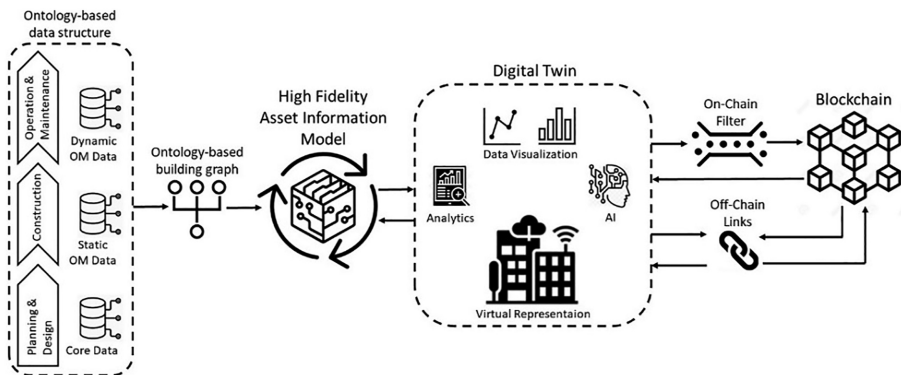 Ontology-based
data structure
Operation &
Maintenance
Dynamic
OM Data
Construction
Static
OM Data
Planning &
Design
Core Data
Ontology-based
building graph
High Fidelity
Asset Information
Model
Digital Twin
Data Visualization
Analytics
AI
Virtual Representaion
On-Chain
Filter
Off-Chain
Links
Blockchain